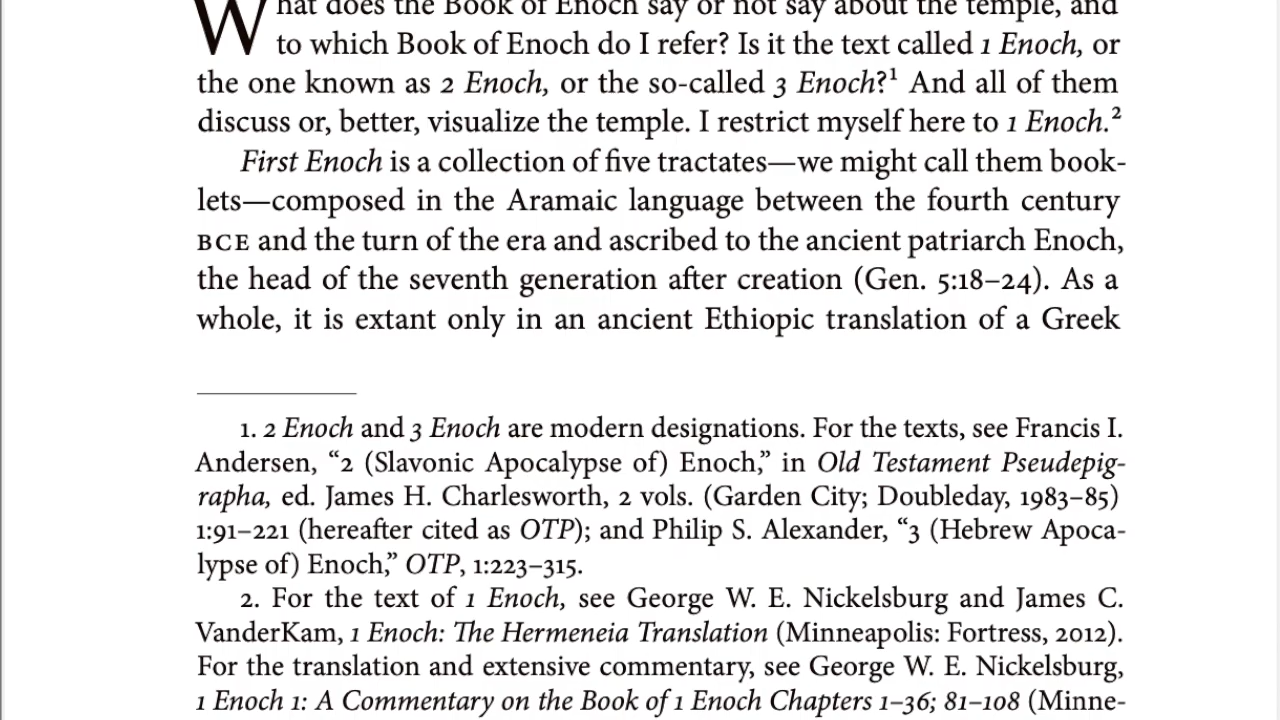 What does the Book of Enoch say or not say about the temple, and
to which Book of Enoch do I refer? Is it the text called 1 Enoch, or
the one known as 2 Enoch, or the so-called 3 Enoch?¹ And all of them
discuss or, better, visualize the temple. I restrict myself here to 1 Enoch.²
First Enoch is a collection of five tractates—we might call them book-
lets—composed in the Aramaic language between the fourth century
BCE and the turn of the era and ascribed to the ancient patriarch Enoch,
the head of the seventh generation after creation (Gen. 5:18–24). As a
whole, it is extant only in an ancient Ethiopic translation of a Greek
1. 2 Enoch and 3 Enoch are modern designations. For the texts, see Francis I.
Andersen, “2 (Slavonic Apocalypse of) Enoch,” in Old Testament Pseudepig-
rapha, ed. James H. Charlesworth, 2 vols. (Garden City; Doubleday, 1983–85)
1:91–221 (hereafter cited as OTP); and Philip S. Alexander, “3 (Hebrew Apoca-
lypse of) Enoch,” OTP, 1:223–315.
2. For the text of 1 Enoch, see George W. E. Nickelsburg and James C.
VanderKam, 1 Enoch: The Hermeneia Translation (Minneapolis: Fortress, 2012).
For the translation and extensive commentary, see George W. E. Nickelsburg,
1 Enoch 1: A Commentary on the Book of 1 Enoch Chapters 1–36; 81–108 (Minne-